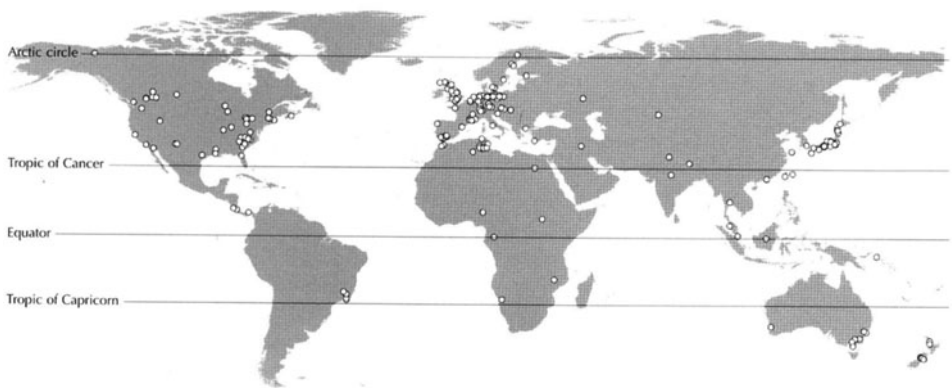 Arctic circle
Tropic of Cancer
Equator
Tropic of Capricorn